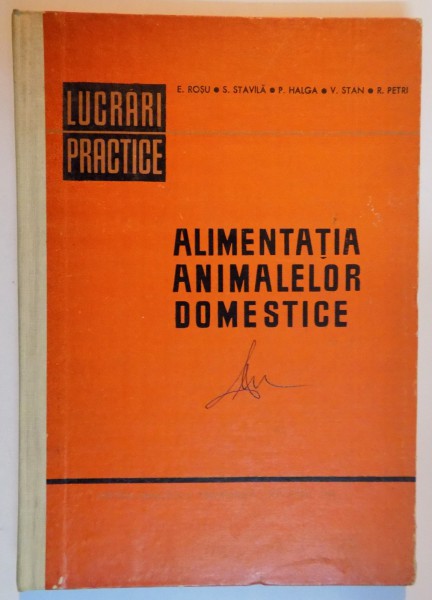 E. ROȘU • S. STAVILĂ • P. HALGA • V. STAN • R. PETRI
LUCRĂRI
PRACTICE
ALIMENTAȚIA
ANIMALELOR
DOMESTICE